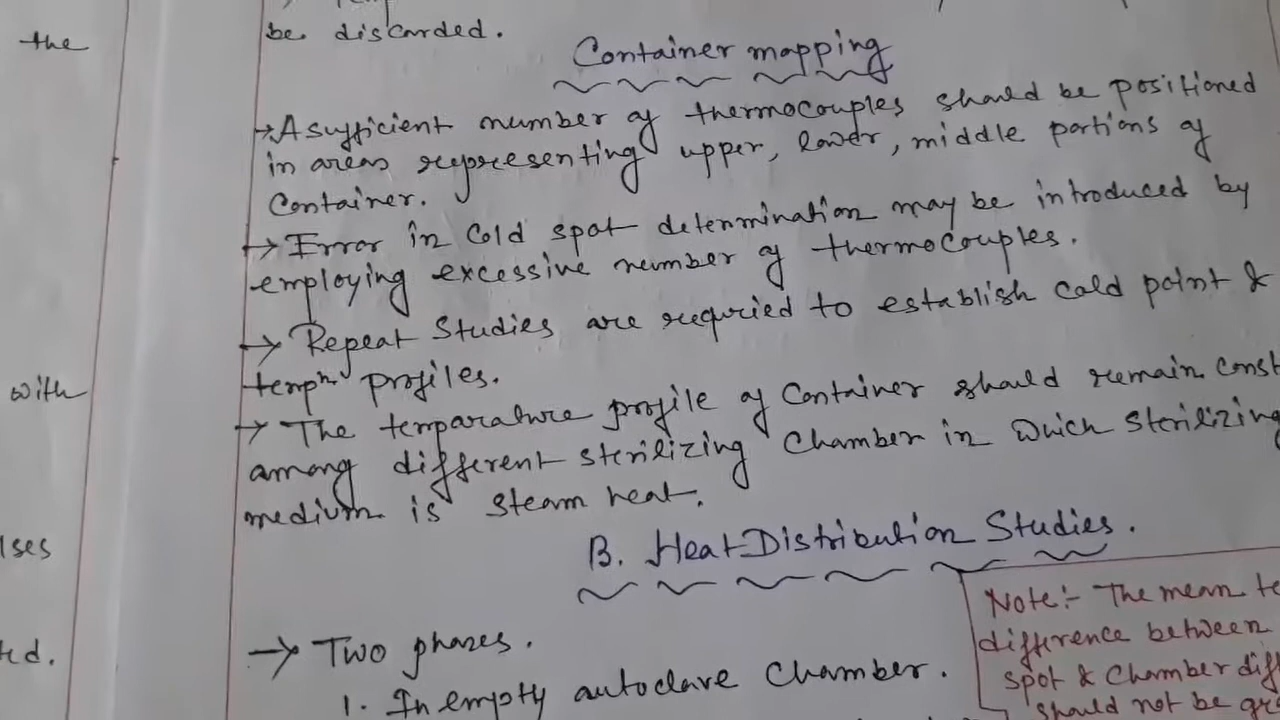 the
with
ses
be discarded.
Container mapping
→ A sufficient number of thermocouples should be positioned
in areas representing upper, lower, middle portions of
Container.
→ Error in Cold spot determination may be introduced by
employing excessive number of thermocouples.
→ Repeat Studies are requried to establish cold point &
temp profiles.
→ The temparature profile of Container should remain const
among different sterilizing chamber in which sterilizing
medium is steam heat.
B. Heat Distribution Studies.
→ Two phases.
1. In empty autoclave Chamber.
Note:- The mean te
difference between
spot & Chamber diff
should not be gr